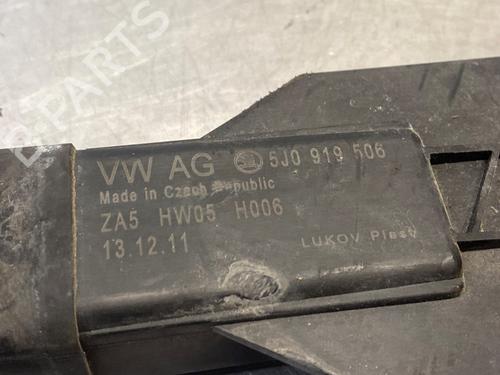 B-PARTS
VW AG 5J0 919 506
Made in Czech Republic
ZA5 HW05 H006
13.12.11
LUKOV Plast